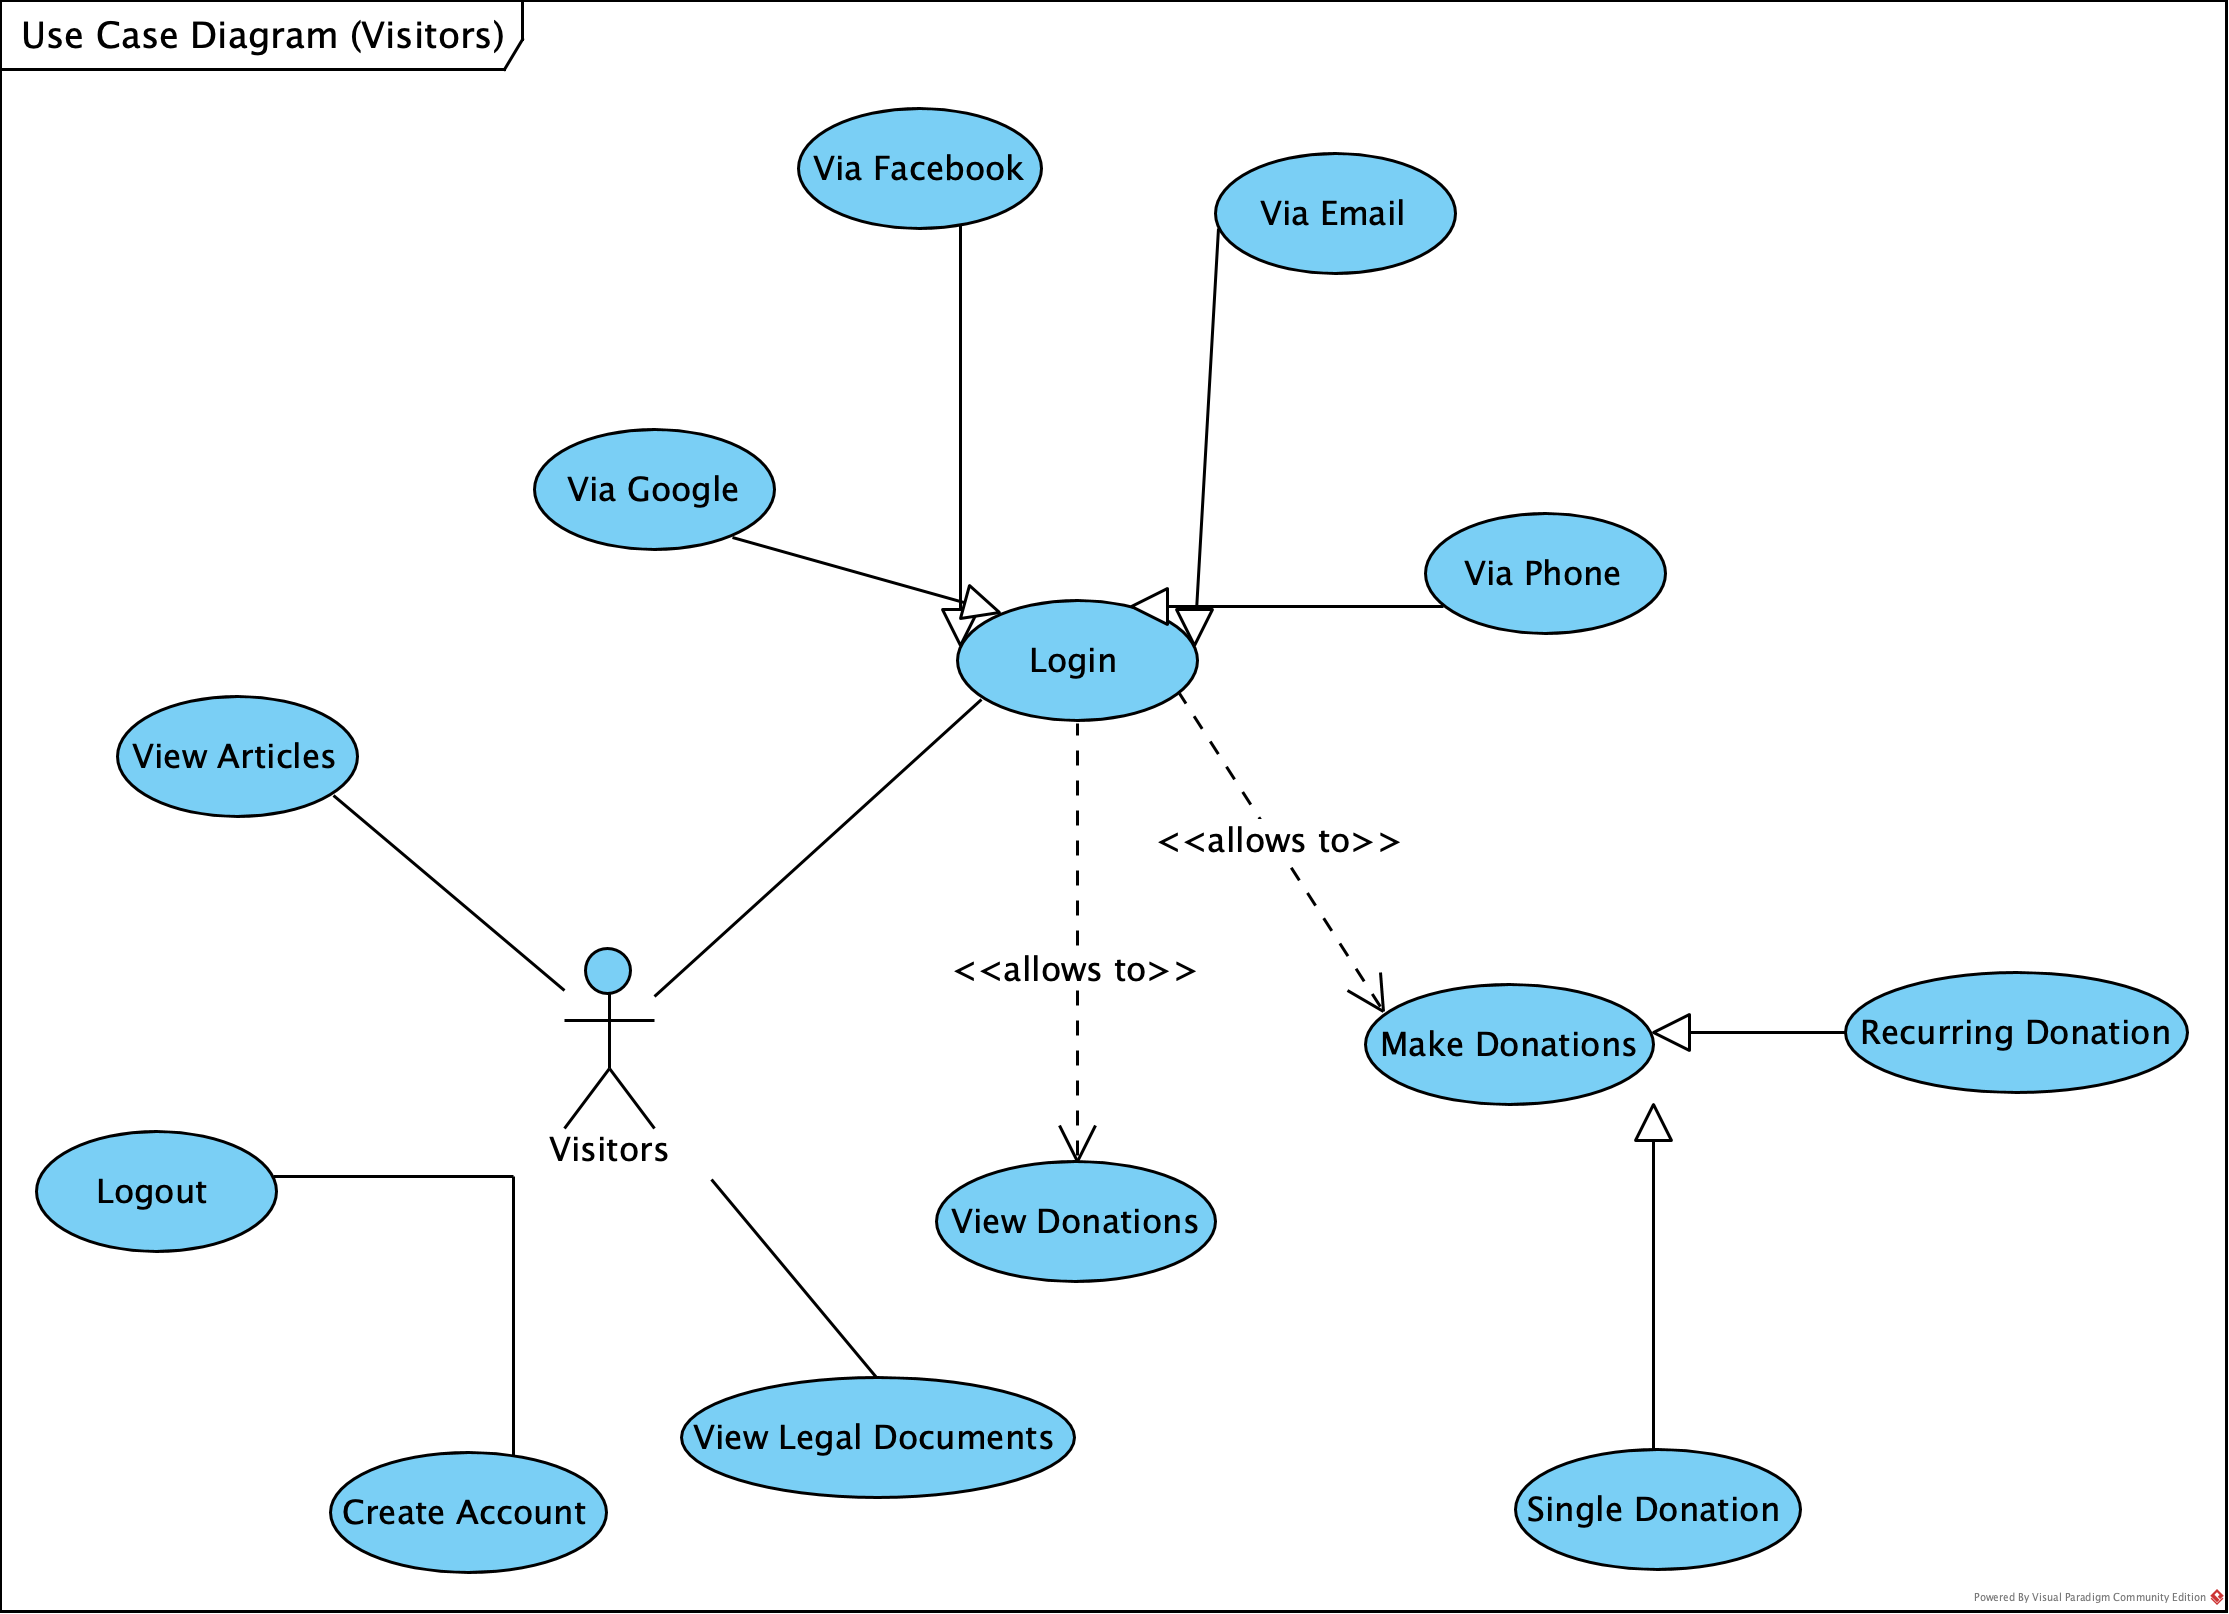 Use Case Diagram (Visitors)
Via Facebook
Via Email
Via Google
Via Phone
Login
View Articles
<<allows to>>
<<allows to>>
Make Donations
Recurring Donation
Visitors
Logout
View Donations
View Legal Documents
Create Account
Single Donation
Powered By Visual Paradigm Community Edition